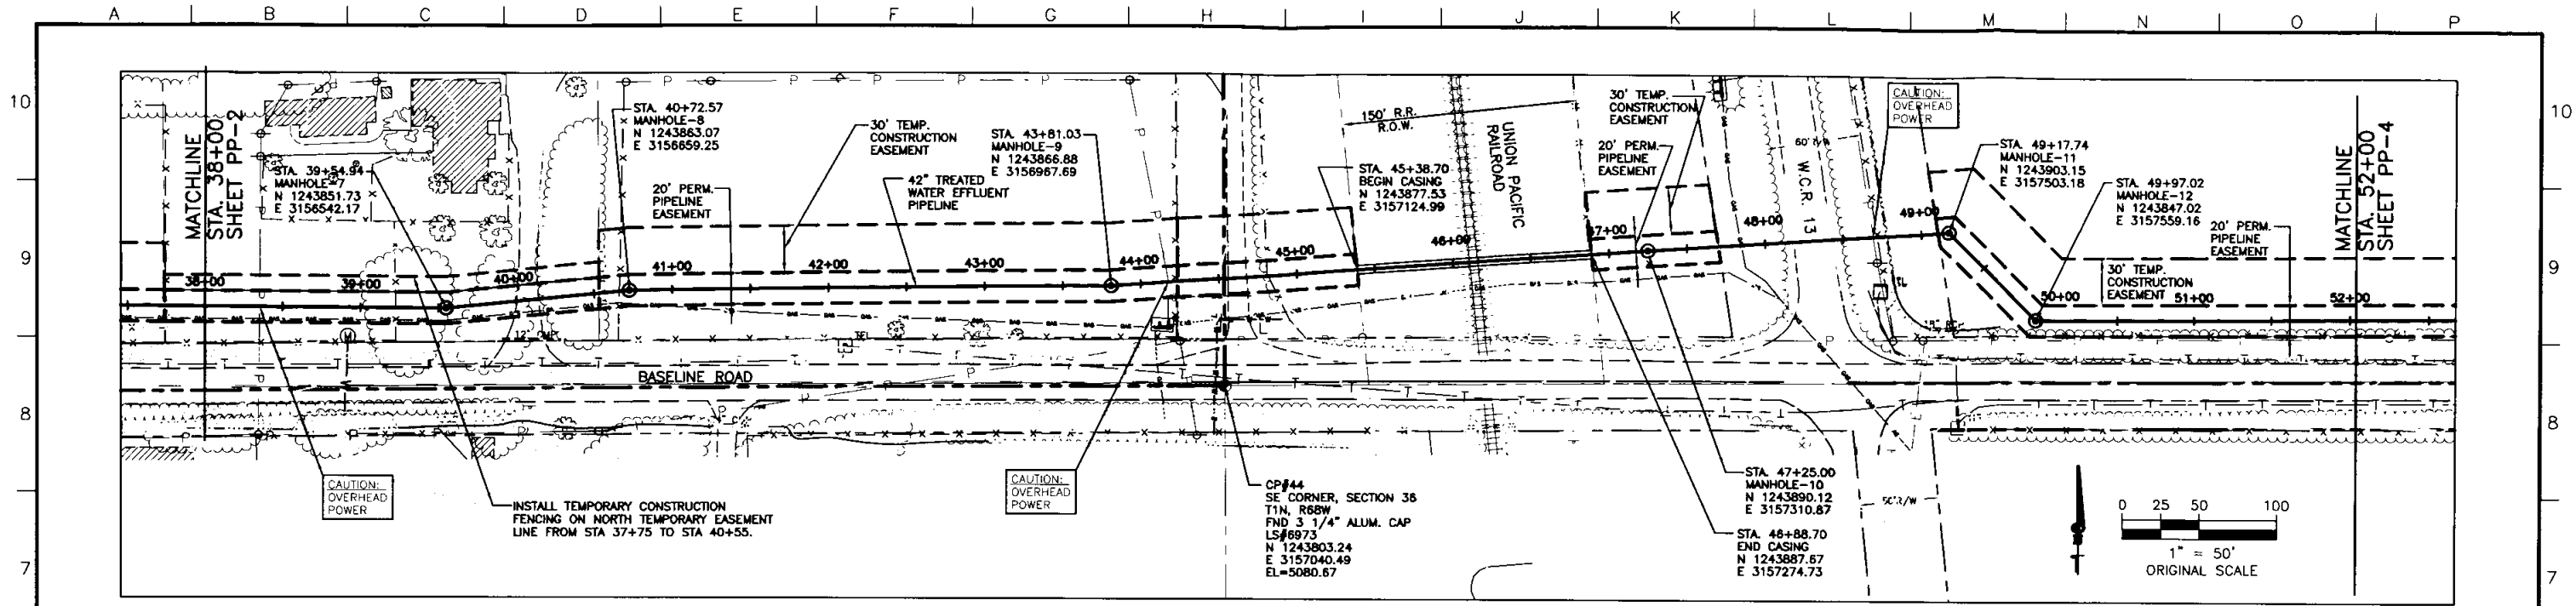 A B C D E F G H I J K L M N O P
10
10
9
9
8
8
7
7
MATCHLINE
STA. 38+00
SHEET PP-2
STA. 39+54.94
MANHOLE-7
N 1243851.73
E 3156542.17
STA. 40+72.57
MANHOLE-8
N 1243863.07
E 3156659.25
20' PERM.
PIPELINE
EASEMENT
30' TEMP.
CONSTRUCTION
EASEMENT
42" TREATED
WATER EFFLUENT
PIPELINE
STA. 43+81.03
MANHOLE-9
N 1243866.88
E 3156967.69
150' R.R.
R.O.W.
STA. 45+38.70
BEGIN CASING
N 1243877.53
E 3157124.99
UNION PACIFIC
RAILROAD
30' TEMP.
CONSTRUCTION
EASEMENT
20' PERM.
PIPELINE
EASEMENT
60' R/W
W.C.R. 13
CAUTION:
OVERHEAD
POWER
STA. 49+17.74
MANHOLE-11
N 1243903.15
E 3157503.18
STA. 49+97.02
MANHOLE-12
N 1243847.02
E 3157559.16
20' PERM.
PIPELINE
EASEMENT
30' TEMP.
CONSTRUCTION
EASEMENT
MATCHLINE
STA. 52+00
SHEET PP-4
38+00 39+00 40+00 41+00 42+00 43+00 44+00 45+00 46+00 47+00 48+00 49+00 50+00 51+00 52+00
12" CMP
TEL
BASELINE ROAD
CAUTION:
OVERHEAD
POWER
INSTALL TEMPORARY CONSTRUCTION
FENCING ON NORTH TEMPORARY EASEMENT
LINE FROM STA 37+75 TO STA 40+55.
CAUTION:
OVERHEAD
POWER
CP#44
SE CORNER, SECTION 36
T1N, R68W
FND 3 1/4" ALUM. CAP
LS#6973
N 1243803.24
E 3157040.49
EL=5080.67
STA. 47+25.00
MANHOLE-10
N 1243890.12
E 3157310.87
STA. 46+88.70
END CASING
N 1243887.67
E 3157274.73
0 25 50 100
1" = 50'
ORIGINAL SCALE